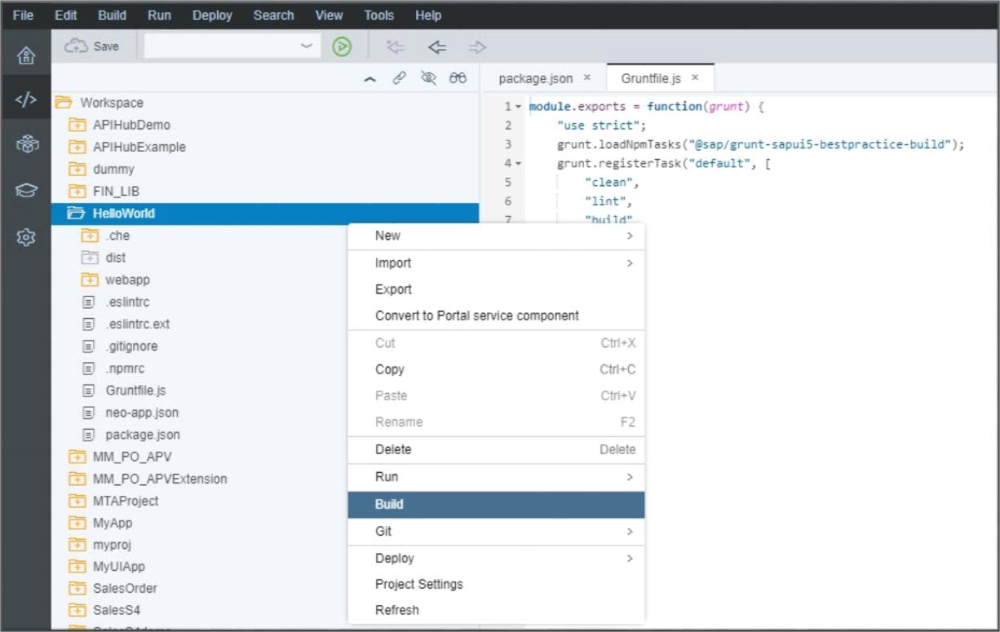 File Edit Build Run Deploy Search View Tools Help
Save
package.json × Gruntfile.js ×
Workspace
APIHubDemo
APIHubExample
dummy
FIN_LIB
HelloWorld
.che
dist
webapp
.eslintrc
.eslintrc.ext
.gitignore
.npmrc
Gruntfile.js
neo-app.json
package.json
MM_PO_APV
MM_PO_APVExtension
MTAProject
MyApp
myproj
MyUIApp
SalesOrder
SalesS4
1 module.exports = function(grunt) {
2 "use strict";
3 grunt.loadNpmTasks("@sap/grunt-sapui5-bestpractice-build");
4 grunt.registerTask("default", [
5 "clean",
6 "lint",
7 "build"
New >
Import >
Export
Convert to Portal service component
Cut Ctrl+X
Copy Ctrl+C
Paste Ctrl+V
Rename F2
Delete Delete
Run >
Build
Git >
Deploy >
Project Settings
Refresh